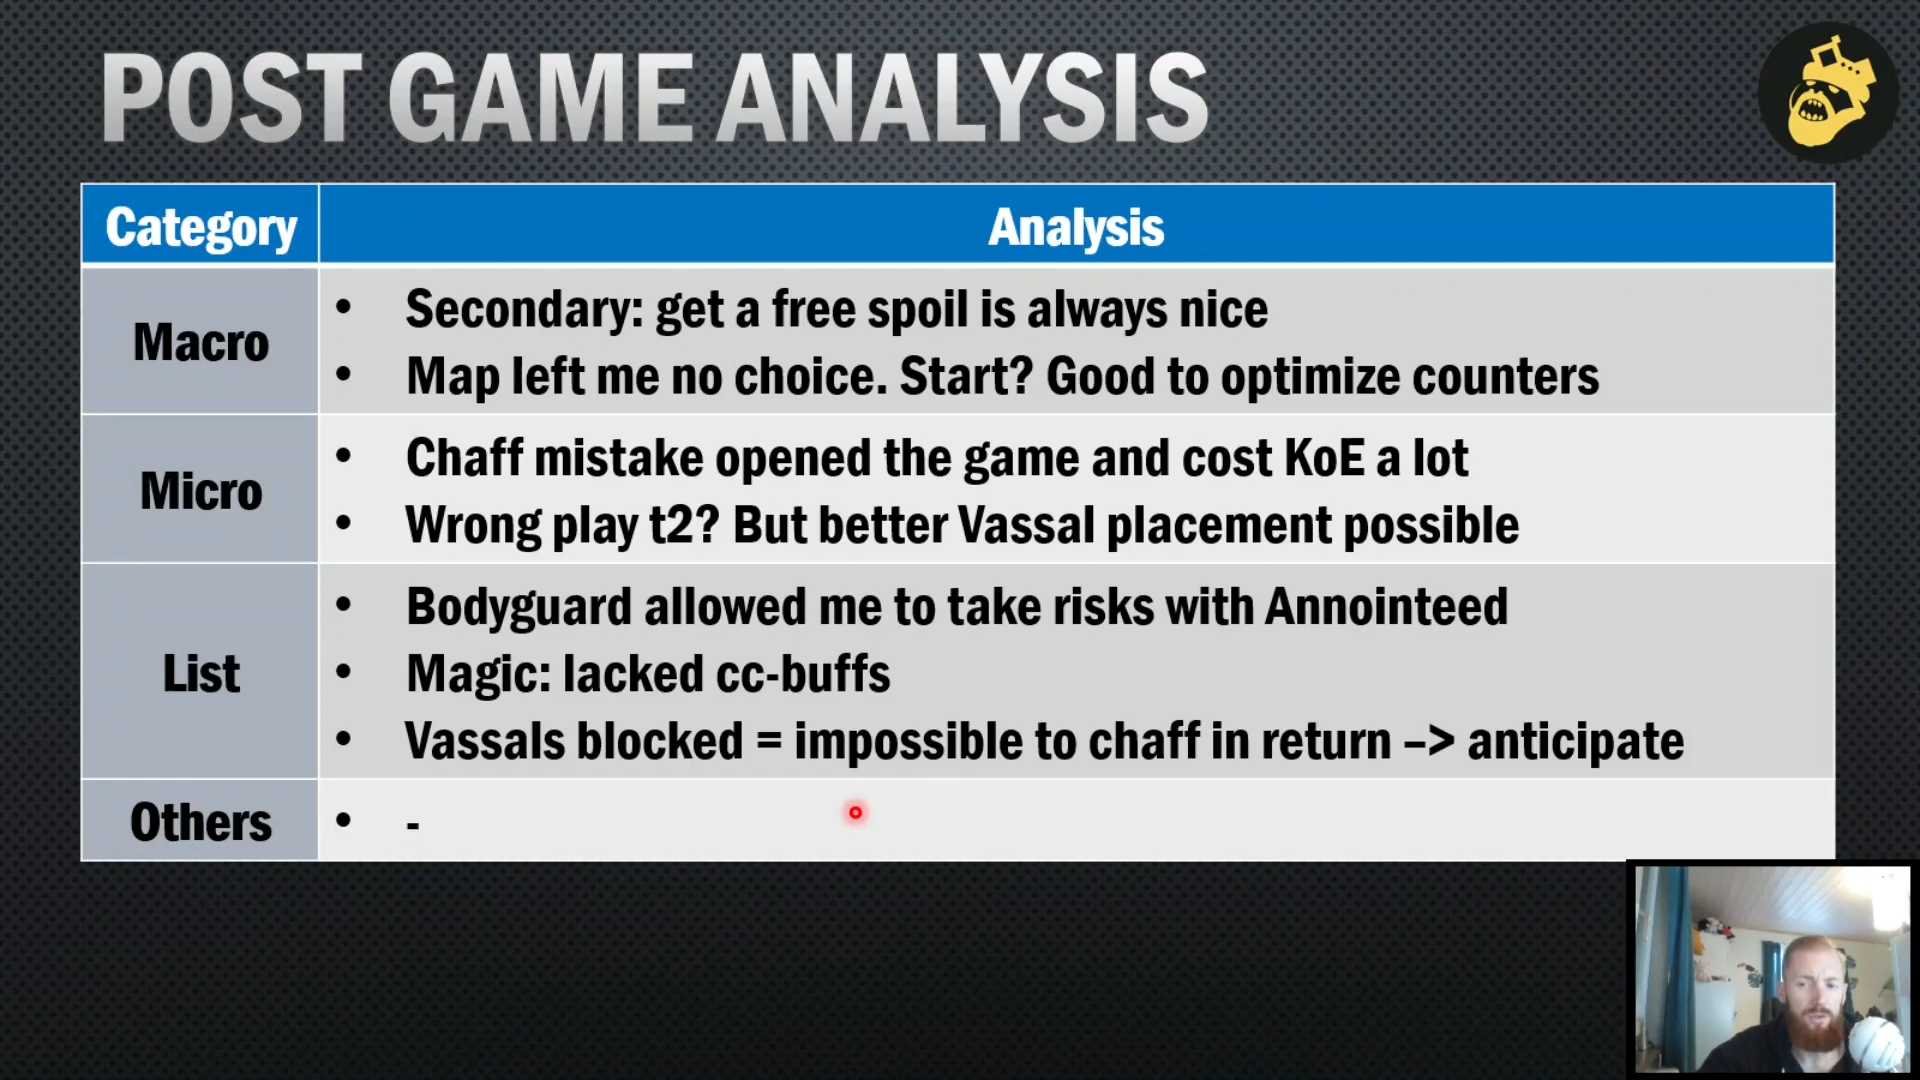 POST GAME ANALYSIS
Category Analysis
Macro
• Secondary: get a free spoil is always nice
• Map left me no choice. Start? Good to optimize counters
Micro
• Chaff mistake opened the game and cost KoE a lot
• Wrong play t2? But better Vassal placement possible
List
• Bodyguard allowed me to take risks with Annointeed
• Magic: lacked cc-buffs
• Vassals blocked = impossible to chaff in return –> anticipate
Others
• -